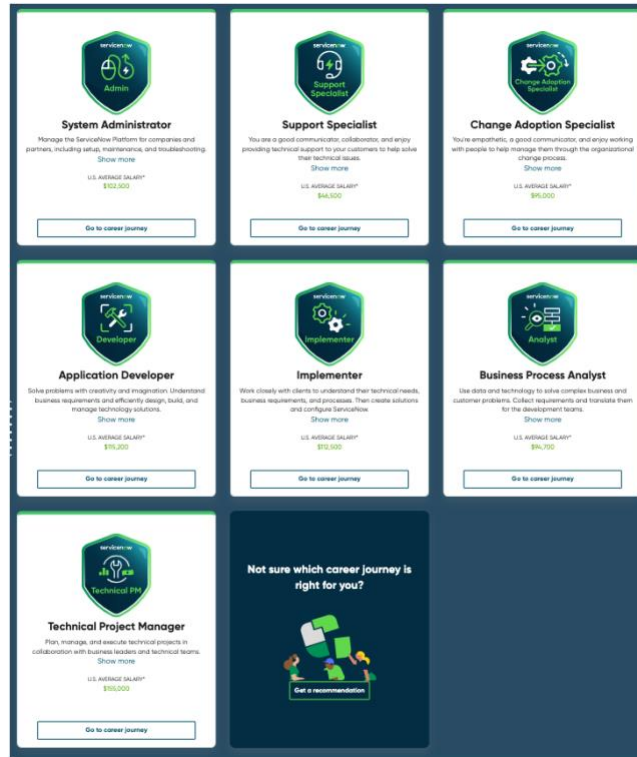 servicenow
Admin
System Administrator
Manage the ServiceNow Platform for companies and
partners, including setup, maintenance, and troubleshooting.
Show more
U.S. AVERAGE SALARY*
$102,500
Go to career journey
servicenow
Support
Specialist
Support Specialist
You are a good communicator, collaborator, and enjoy
providing technical support to your customers to help solve
their technical issues.
Show more
U.S. AVERAGE SALARY*
$46,500
Go to career journey
servicenow
Change Adoption
Specialist
Change Adoption Specialist
You're empathetic, a good communicator, and enjoy working
with people to help manage them through the organizational
change process.
Show more
U.S. AVERAGE SALARY*
$95,000
Go to career journey
servicenow
Developer
Application Developer
Solve problems with creativity and imagination. Understand
business requirements and efficiently design, build, and
manage technology solutions.
Show more
U.S. AVERAGE SALARY*
$115,200
Go to career journey
servicenow
Implementer
Implementer
Work closely with clients to understand their technical needs,
business requirements, and processes. Then create solutions
and configure ServiceNow.
Show more
U.S. AVERAGE SALARY*
$112,500
Go to career journey
servicenow
Analyst
Business Process Analyst
Use data and technology to solve complex business and
customer problems. Collect requirements and translate them
for the development teams.
Show more
U.S. AVERAGE SALARY*
$94,700
Go to career journey
servicenow
Technical PM
Technical Project Manager
Plan, manage, and execute technical projects in
collaboration with business leaders and technical teams.
Show more
U.S. AVERAGE SALARY*
$155,000
Go to career journey
Not sure which career journey is
right for you?
Get a recommendation